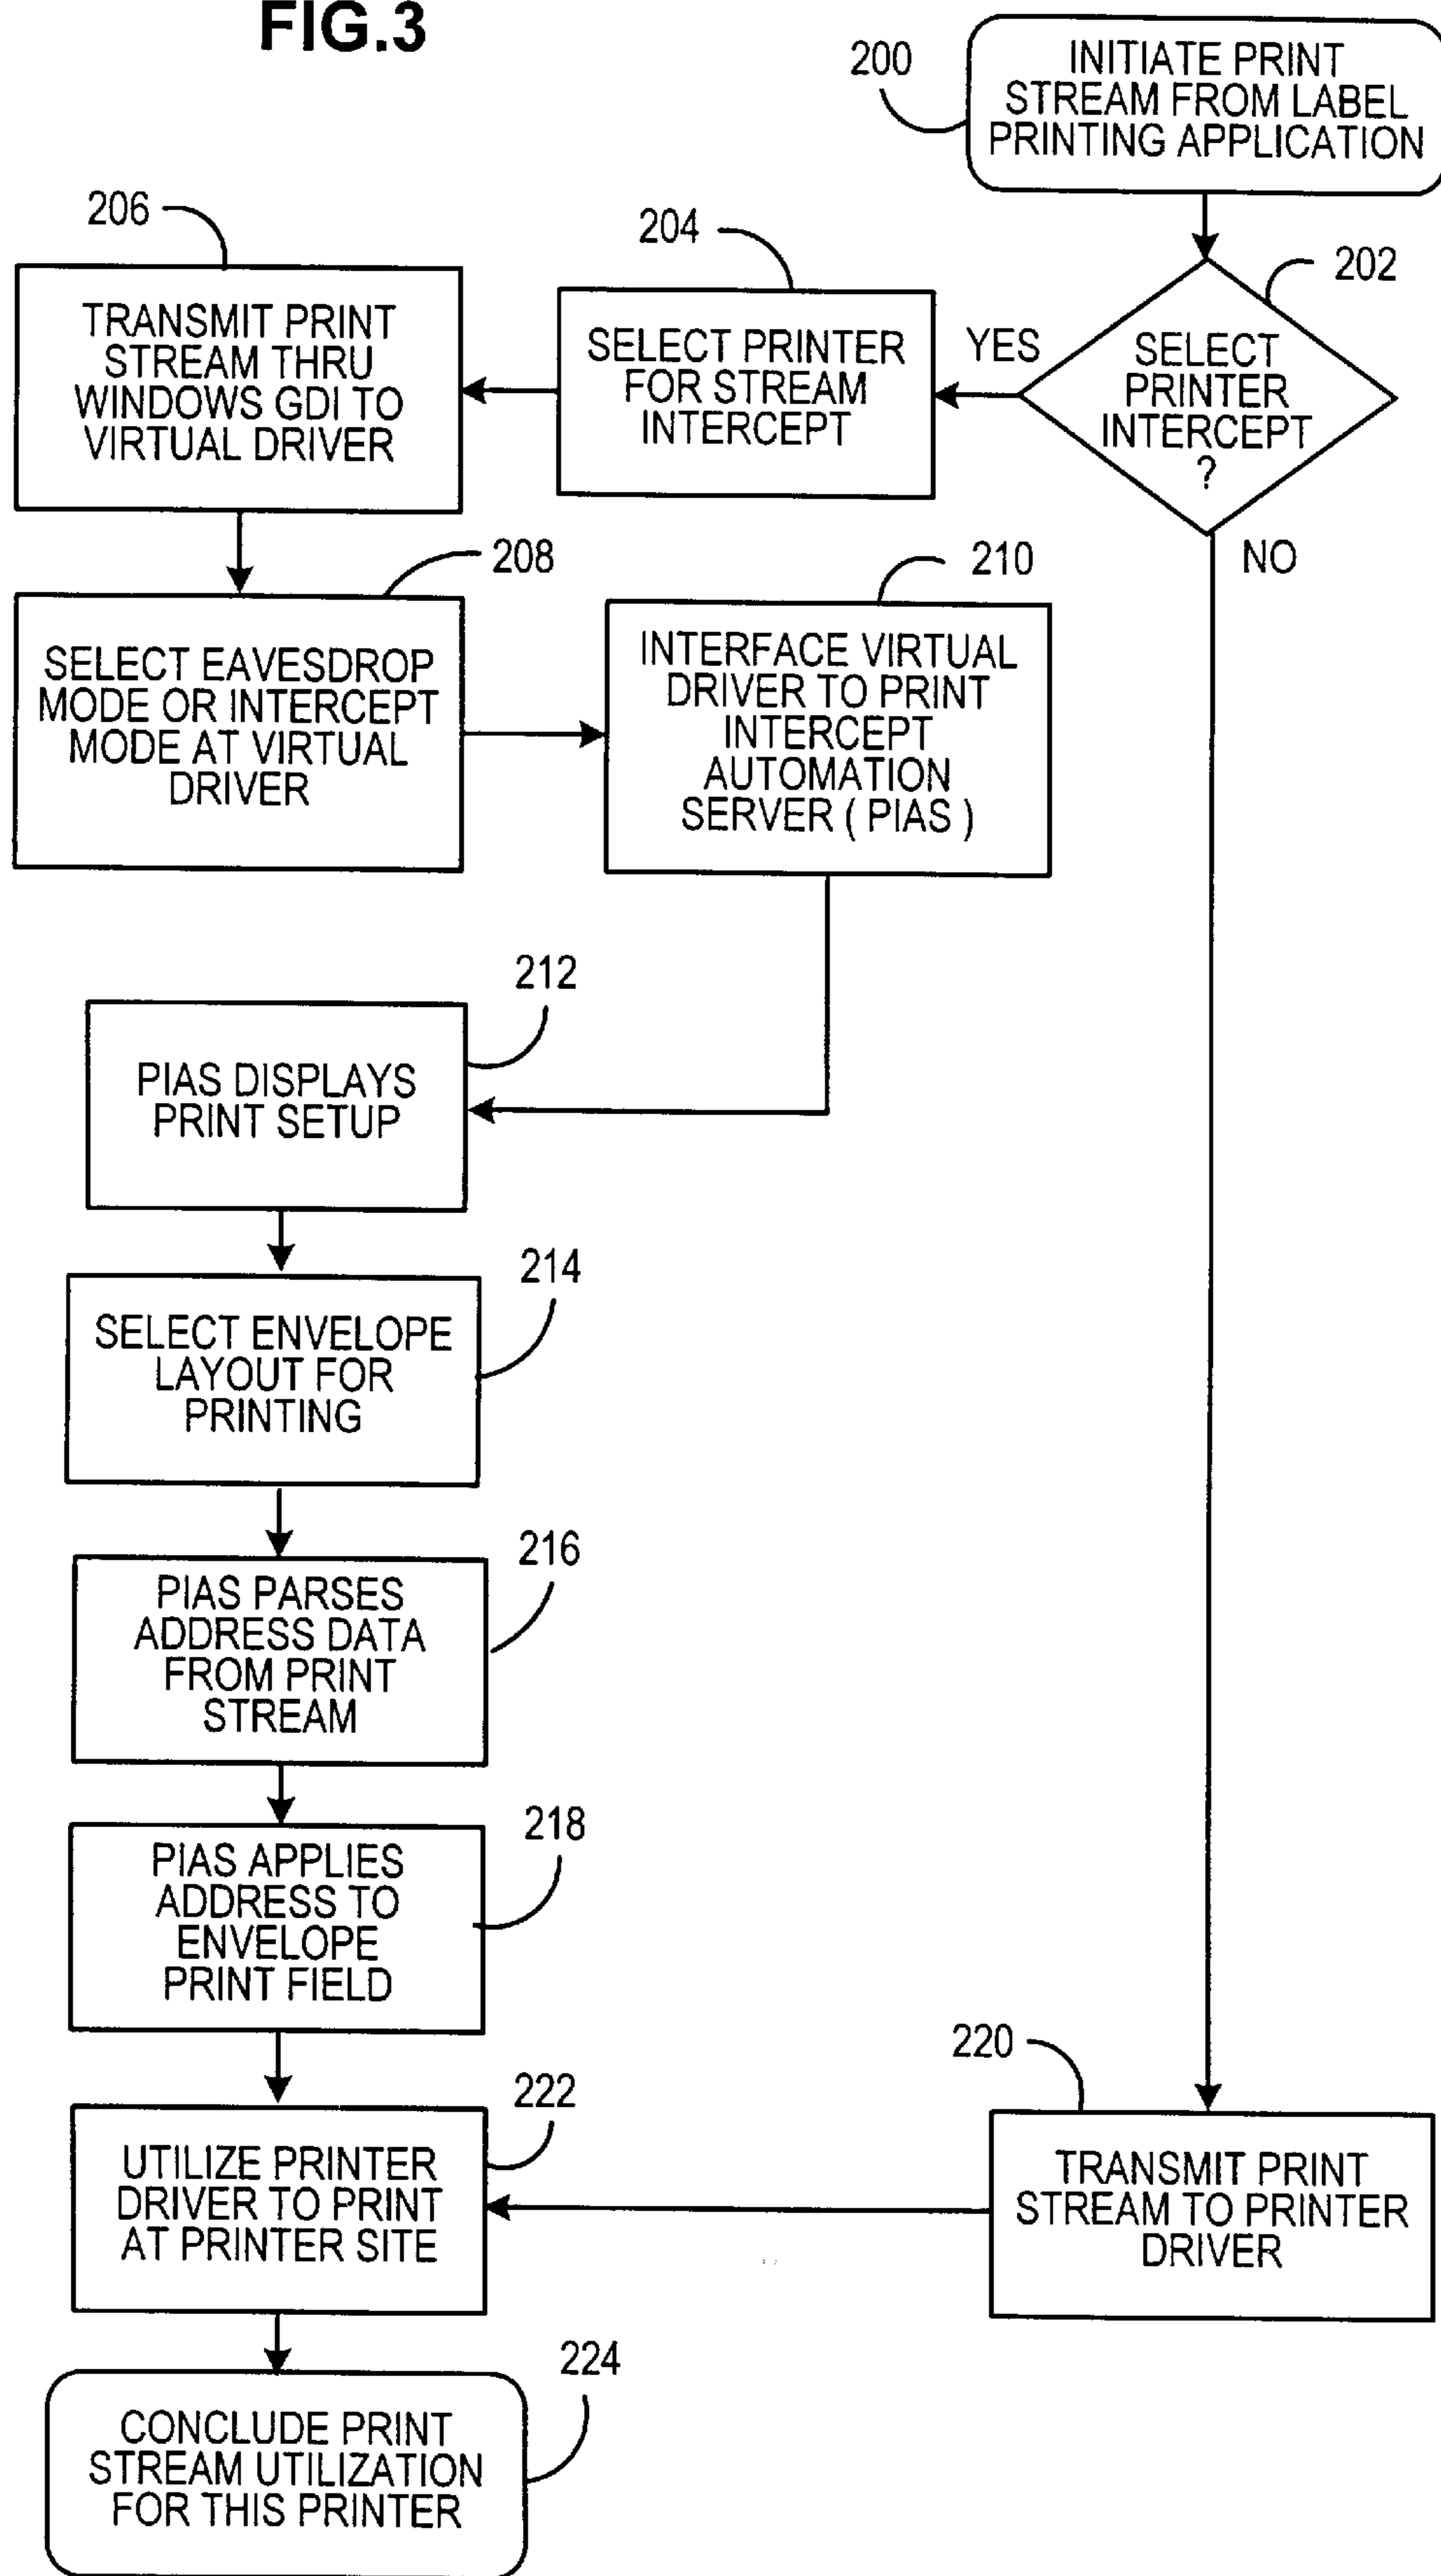 FIG.3
200
INITIATE PRINT
STREAM FROM LABEL
PRINTING APPLICATION
202
SELECT
PRINTER
INTERCEPT
?
YES
NO
204
SELECT PRINTER
FOR STREAM
INTERCEPT
206
TRANSMIT PRINT
STREAM THRU
WINDOWS GDI TO
VIRTUAL DRIVER
208
SELECT EAVESDROP
MODE OR INTERCEPT
MODE AT VIRTUAL
DRIVER
210
INTERFACE VIRTUAL
DRIVER TO PRINT
INTERCEPT
AUTOMATION
SERVER ( PIAS )
212
PIAS DISPLAYS
PRINT SETUP
214
SELECT ENVELOPE
LAYOUT FOR
PRINTING
216
PIAS PARSES
ADDRESS DATA
FROM PRINT
STREAM
218
PIAS APPLIES
ADDRESS TO
ENVELOPE
PRINT FIELD
220
TRANSMIT PRINT
STREAM TO PRINTER
DRIVER
222
UTILIZE PRINTER
DRIVER TO PRINT
AT PRINTER SITE
224
CONCLUDE PRINT
STREAM UTILIZATION
FOR THIS PRINTER